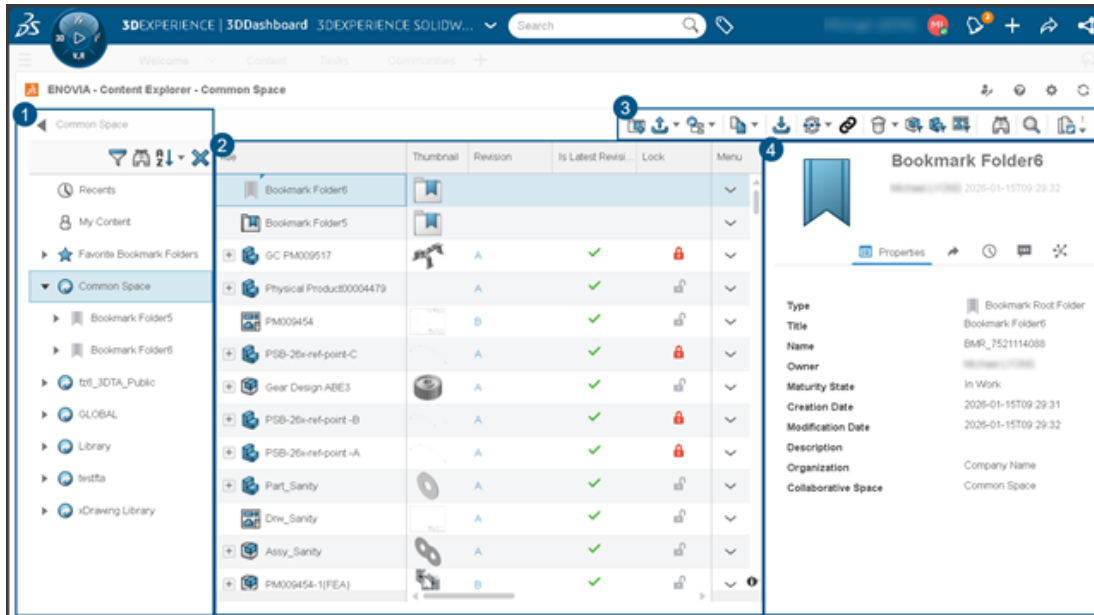 3DEXPERIENCE | 3DDashboard 3DEXPERIENCE SOLIDW... Search
3D
V.R
2
Welcome Content Tasks Communities
ENOVIA - Content Explorer - Common Space
1
Common Space
Recents
My Content
Favorite Bookmark Folders
Common Space
Bookmark Folder5
Bookmark Folder6
GLOBAL
Library
testfta
xDrawing Library
2
Thumbnail Revision Is Latest Revisi... Lock Menu
Bookmark Folder6
Bookmark Folder5
GC PM009517 A
Physical Product00004479 A
PM009454 B
PSB-26x-ref-point-C A
Gear Design ABE3 A
PSB-26x-ref-point -B A
PSB-26x-ref-point -A A
Part_Sanity A
Drw_Sanity A
Assy_Sanity A
PM009454-1(FEA) B
3
4
Bookmark Folder6
2026-01-15T09:29:32
Properties
Type Bookmark Root Folder
Title Bookmark Folder6
Name BMR_7521114088
Owner
Maturity State In Work
Creation Date 2026-01-15T09:29:31
Modification Date 2026-01-15T09:29:32
Description
Organization Company Name
Collaborative Space Common Space